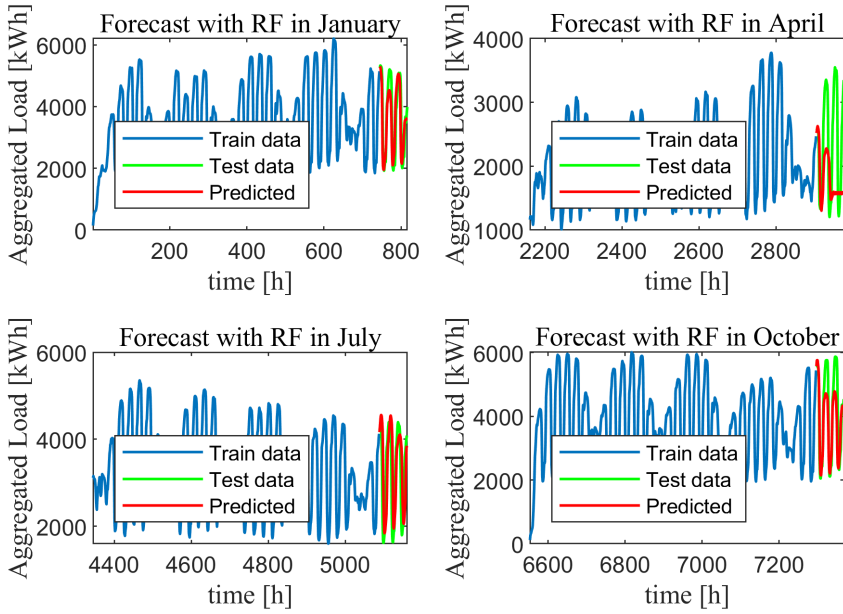 Forecast with RF in January
Aggregated Load [kWh]
6000
4000
2000
0
Train data
Test data
Predicted
200
400
600
800
time [h]
Forecast with RF in April
Aggregated Load [kWh]
4000
3000
2000
1000
Train data
Test data
Predicted
2200
2400
2600
2800
time [h]
Forecast with RF in July
Aggregated Load [kWh]
6000
4000
2000
Train data
Test data
Predicted
4400
4600
4800
5000
time [h]
Forecast with RF in October
Aggregated Load [kWh]
6000
4000
2000
0
Train data
Test data
Predicted
6600
6800
7000
7200
time [h]